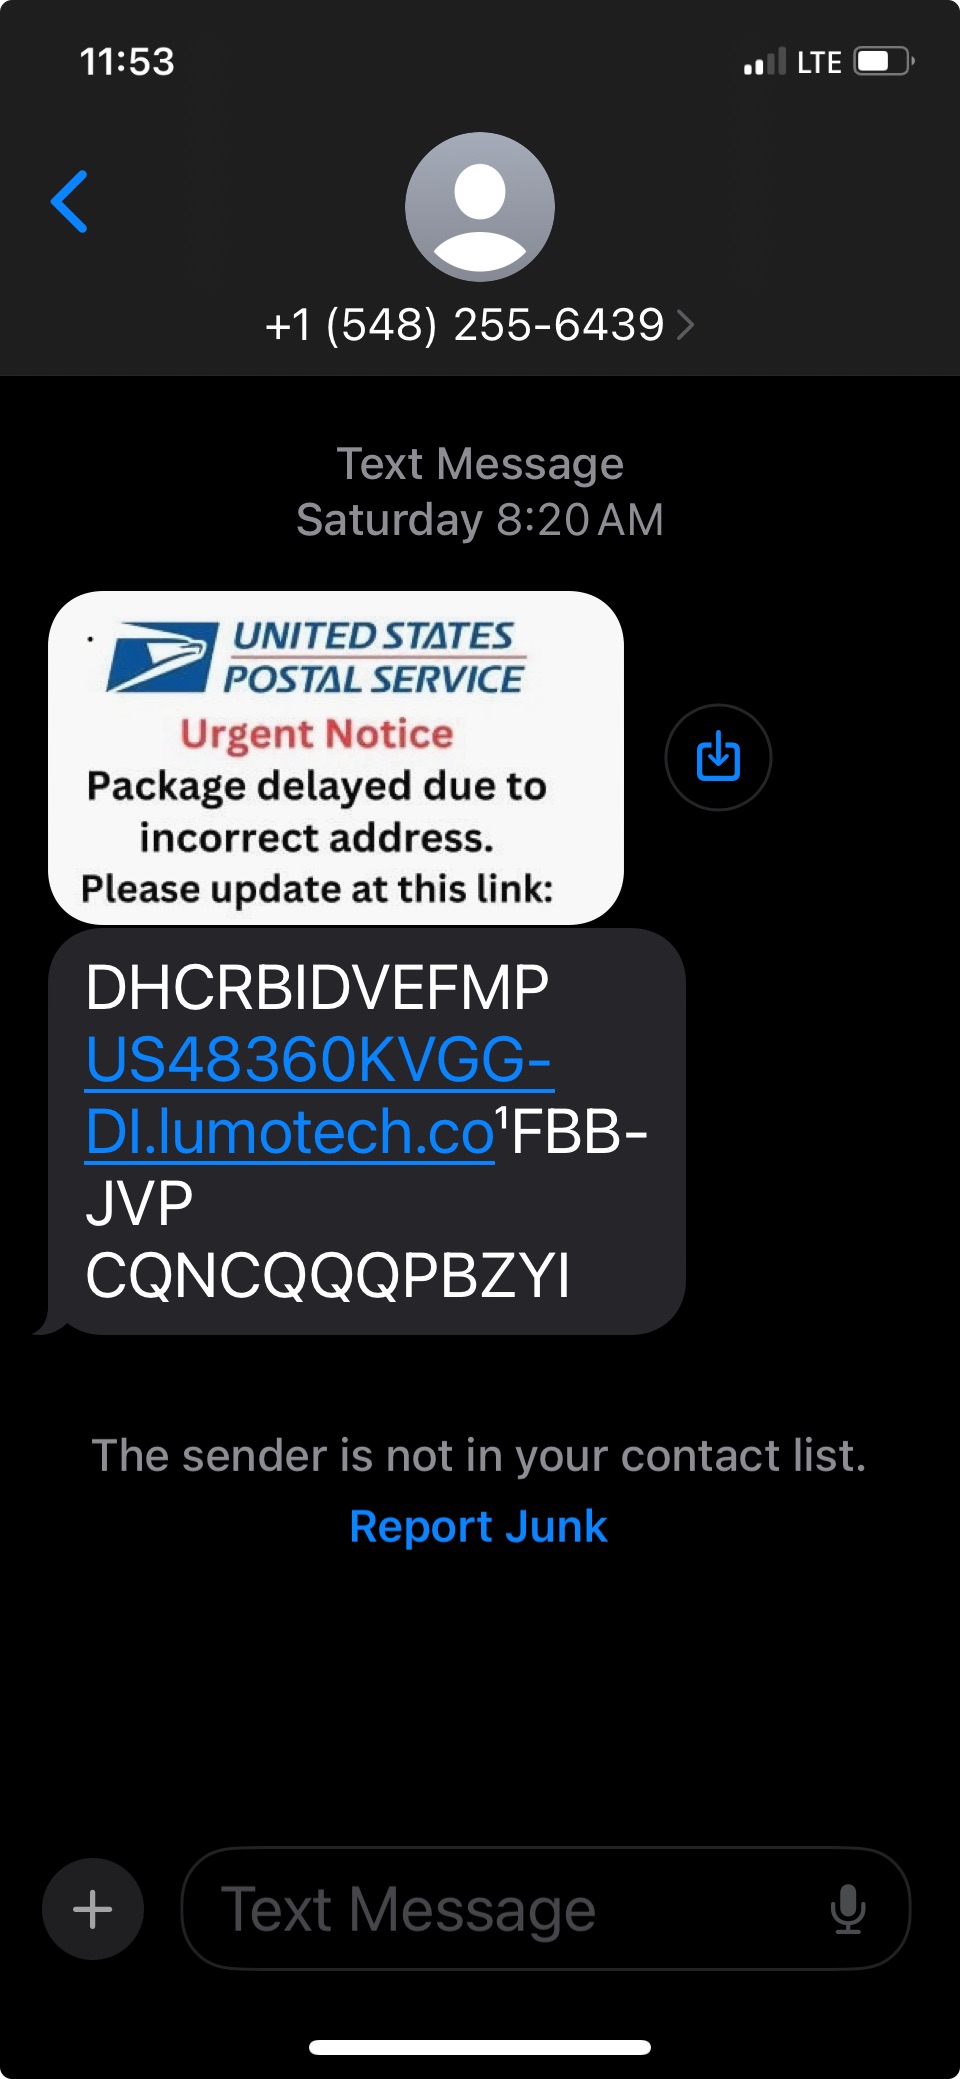 11:53 LTE
+1 (548) 255-6439
Text Message
Saturday 8:20 AM
UNITED STATES
POSTAL SERVICE
Urgent Notice
Package delayed due to
incorrect address.
Please update at this link:
DHCRBIDVEFMP
US48360KVGG-
DI.lumotech.co¹FBB-
JVP
CQNCQQQPBZYI
The sender is not in your contact list.
Report Junk
Text Message